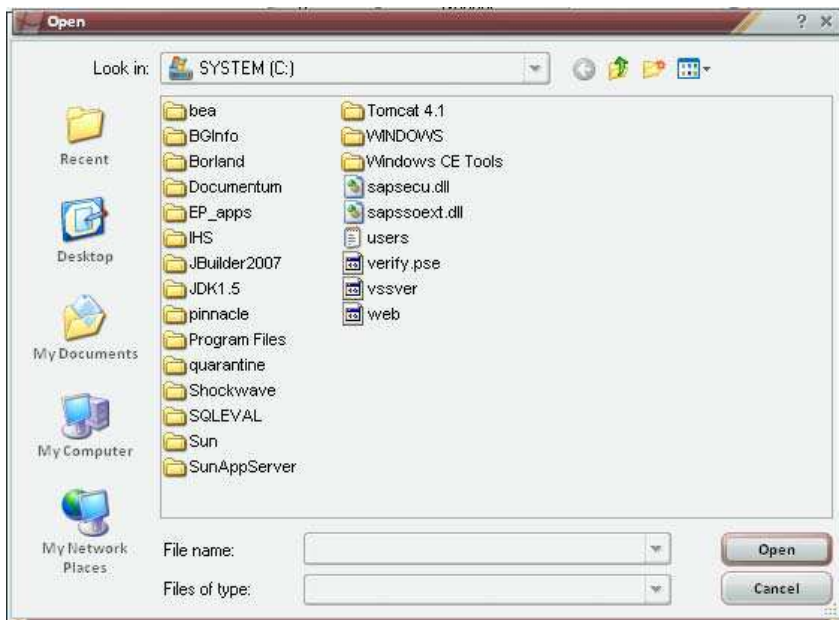 Open
Look in: SYSTEM (C:)
Recent
Desktop
My Documents
My Computer
My Network
Places
bea
BGInfo
Borland
Documentum
EP_apps
IHS
JBuilder2007
JDK1.5
pinnacle
Program Files
quarantine
Shockwave
SQLEVAL
Sun
SunAppServer
Tomcat 4.1
WINDOWS
Windows CE Tools
sapsecu.dll
sapssoext.dll
users
verify.pse
vssver
web
File name:
Open
Files of type:
Cancel